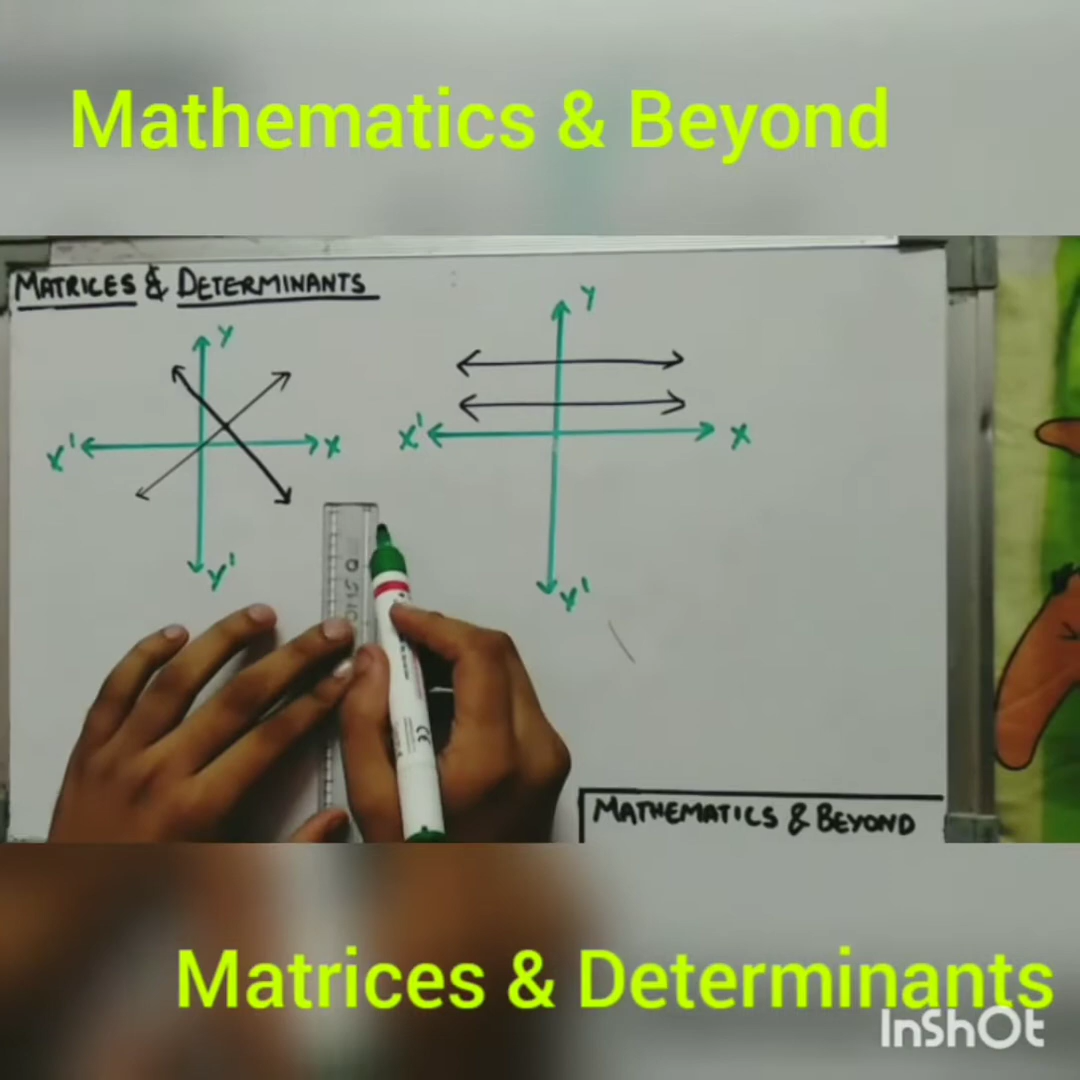 Mathematics & Beyond
MATRICES & DETERMINANTS
Y
Y
X'
X
X'
X
Y'
Y'
MATHEMATICS & BEYOND
Matrices & Determinants
InShOt